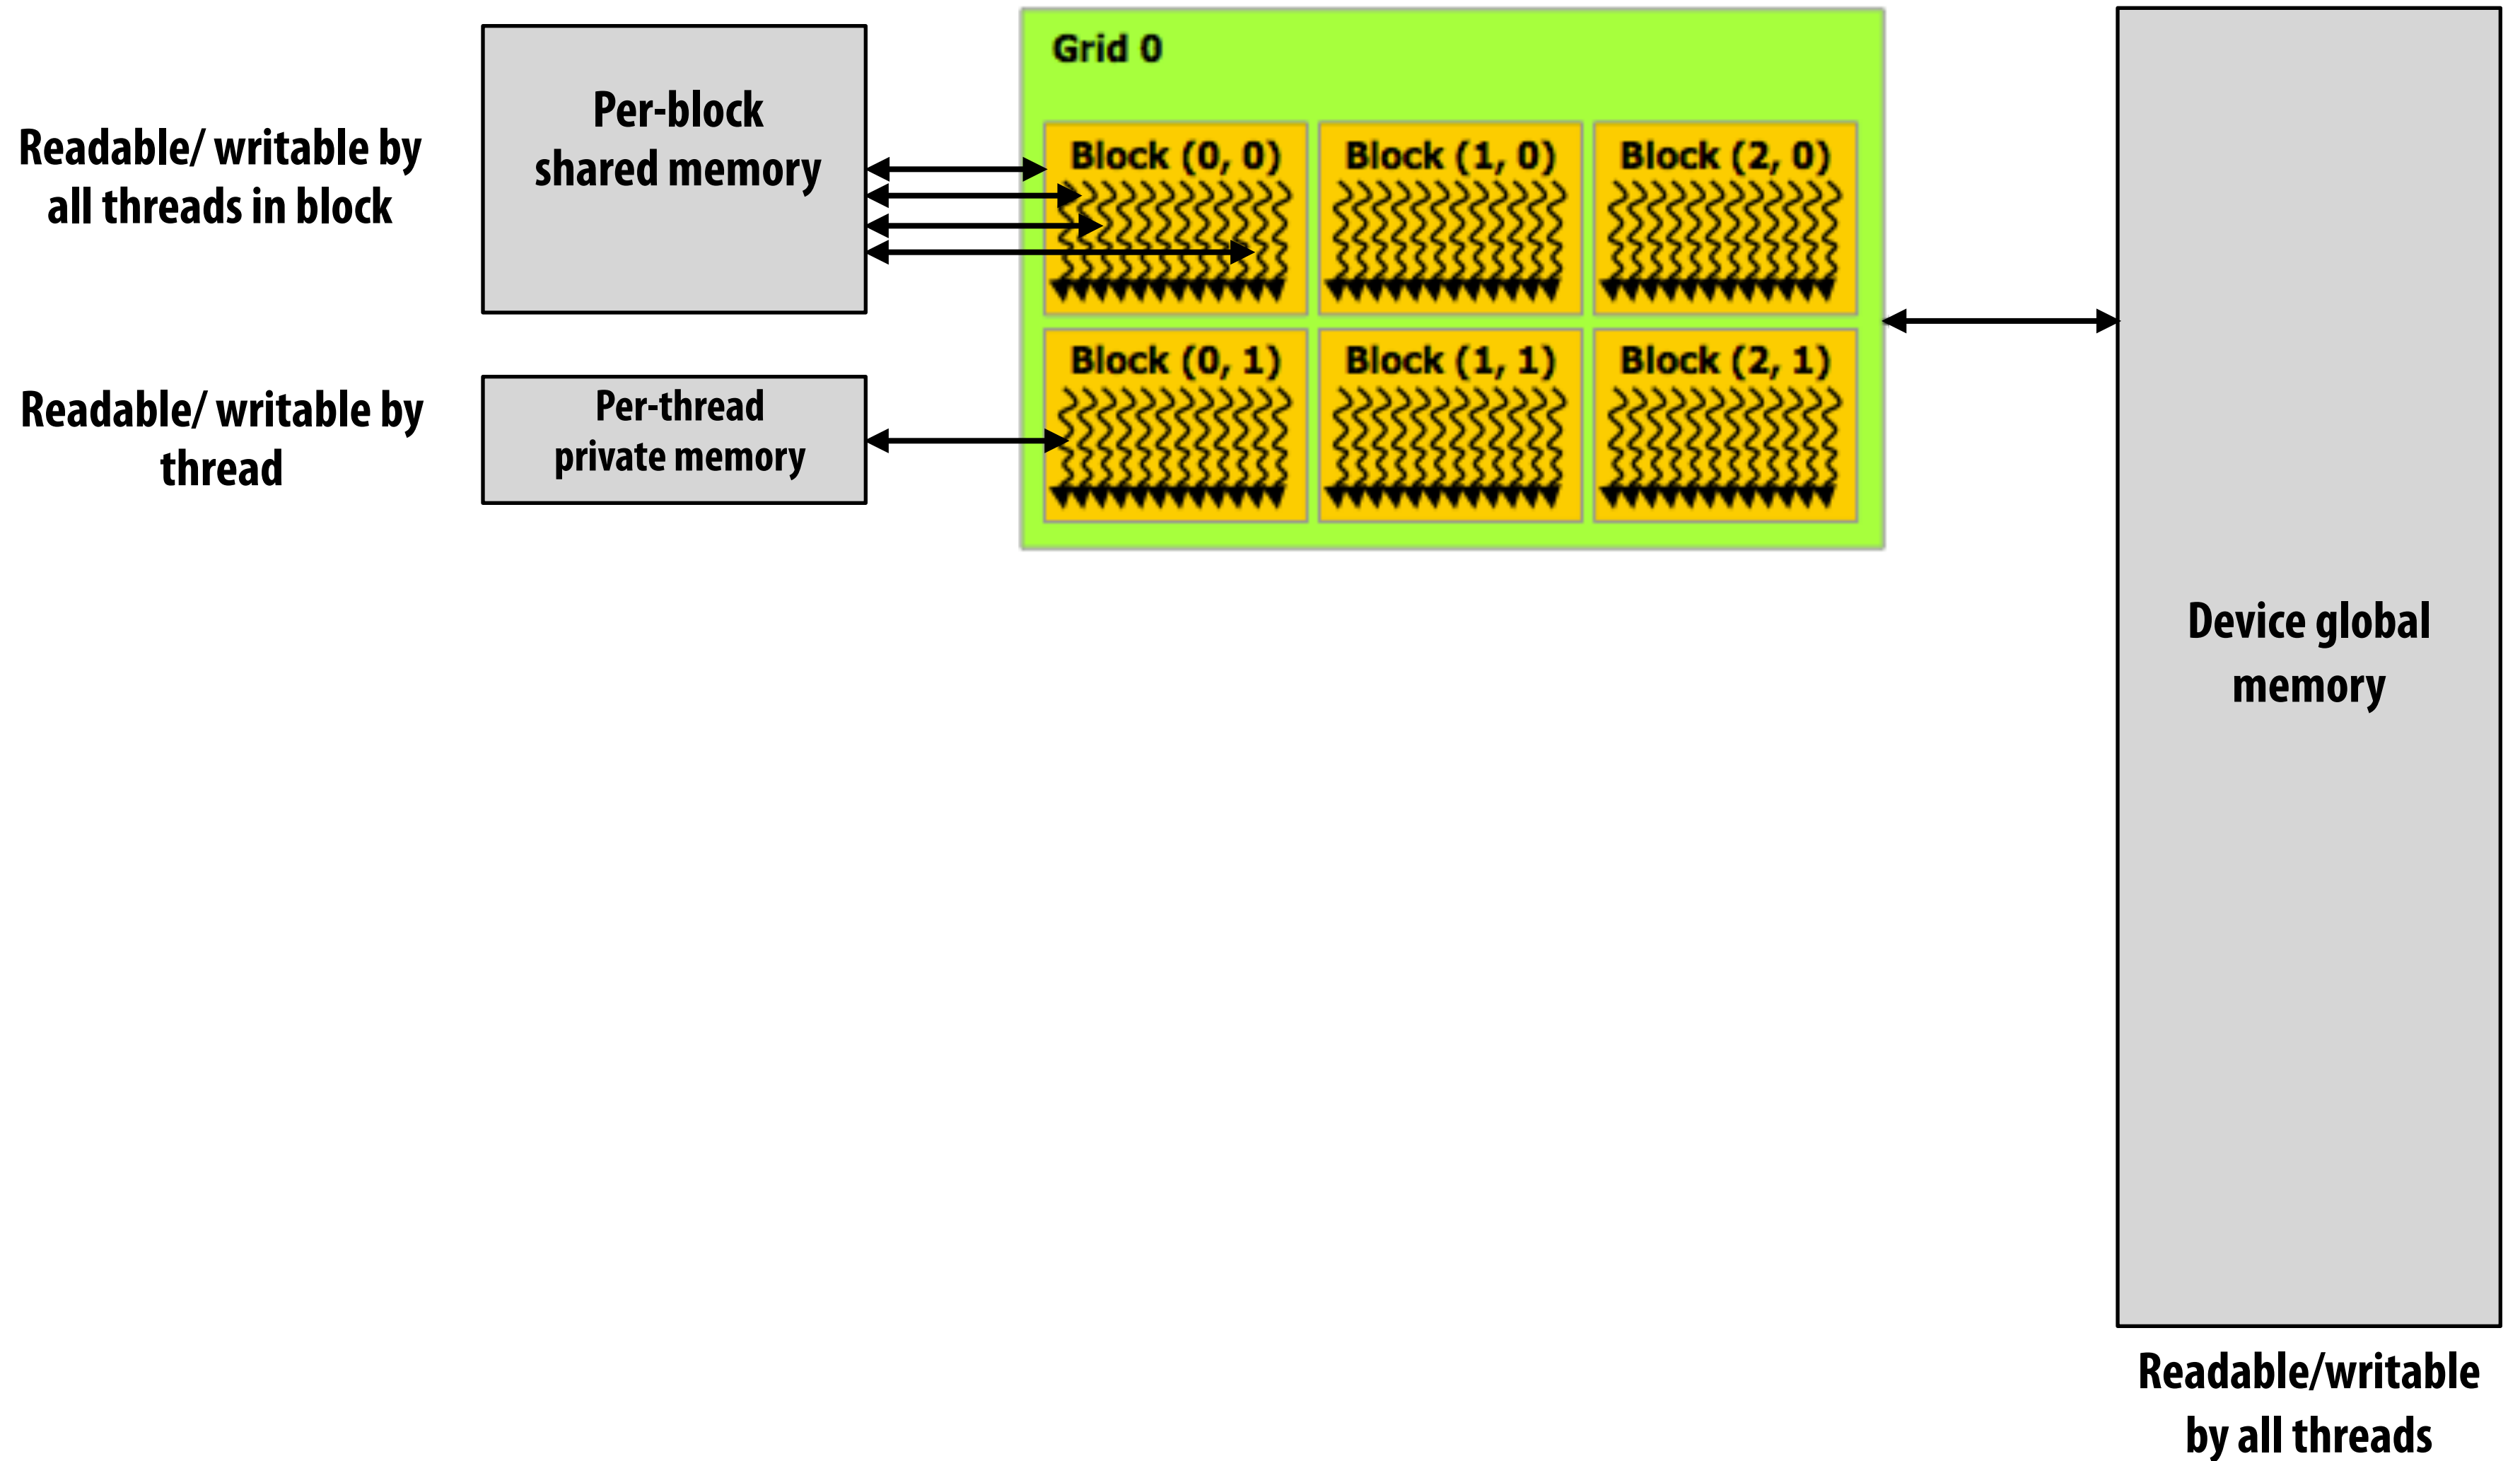 Readable/ writable by
all threads in block
Per-block
shared memory
Grid 0
Block (0, 0)
Block (1, 0)
Block (2, 0)
Readable/ writable by
thread
Per-thread
private memory
Block (0, 1)
Block (1, 1)
Block (2, 1)
Device global
memory
Readable/writable
by all threads